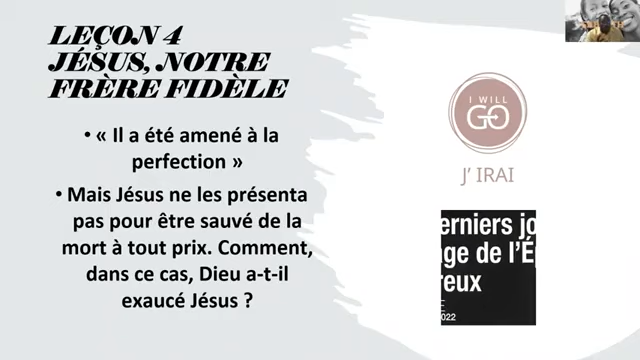 LEÇON 4
JÉSUS, NOTRE
FRÈRE FIDÈLE
• « Il a été amené à la
perfection »
• Mais Jésus ne les présenta
pas pour être sauvé de la
mort à tout prix. Comment,
dans ce cas, Dieu a-t-il
exaucé Jésus ?
I WILL
GO
J' IRAI
erniers jo
ge de l'É
reux
022